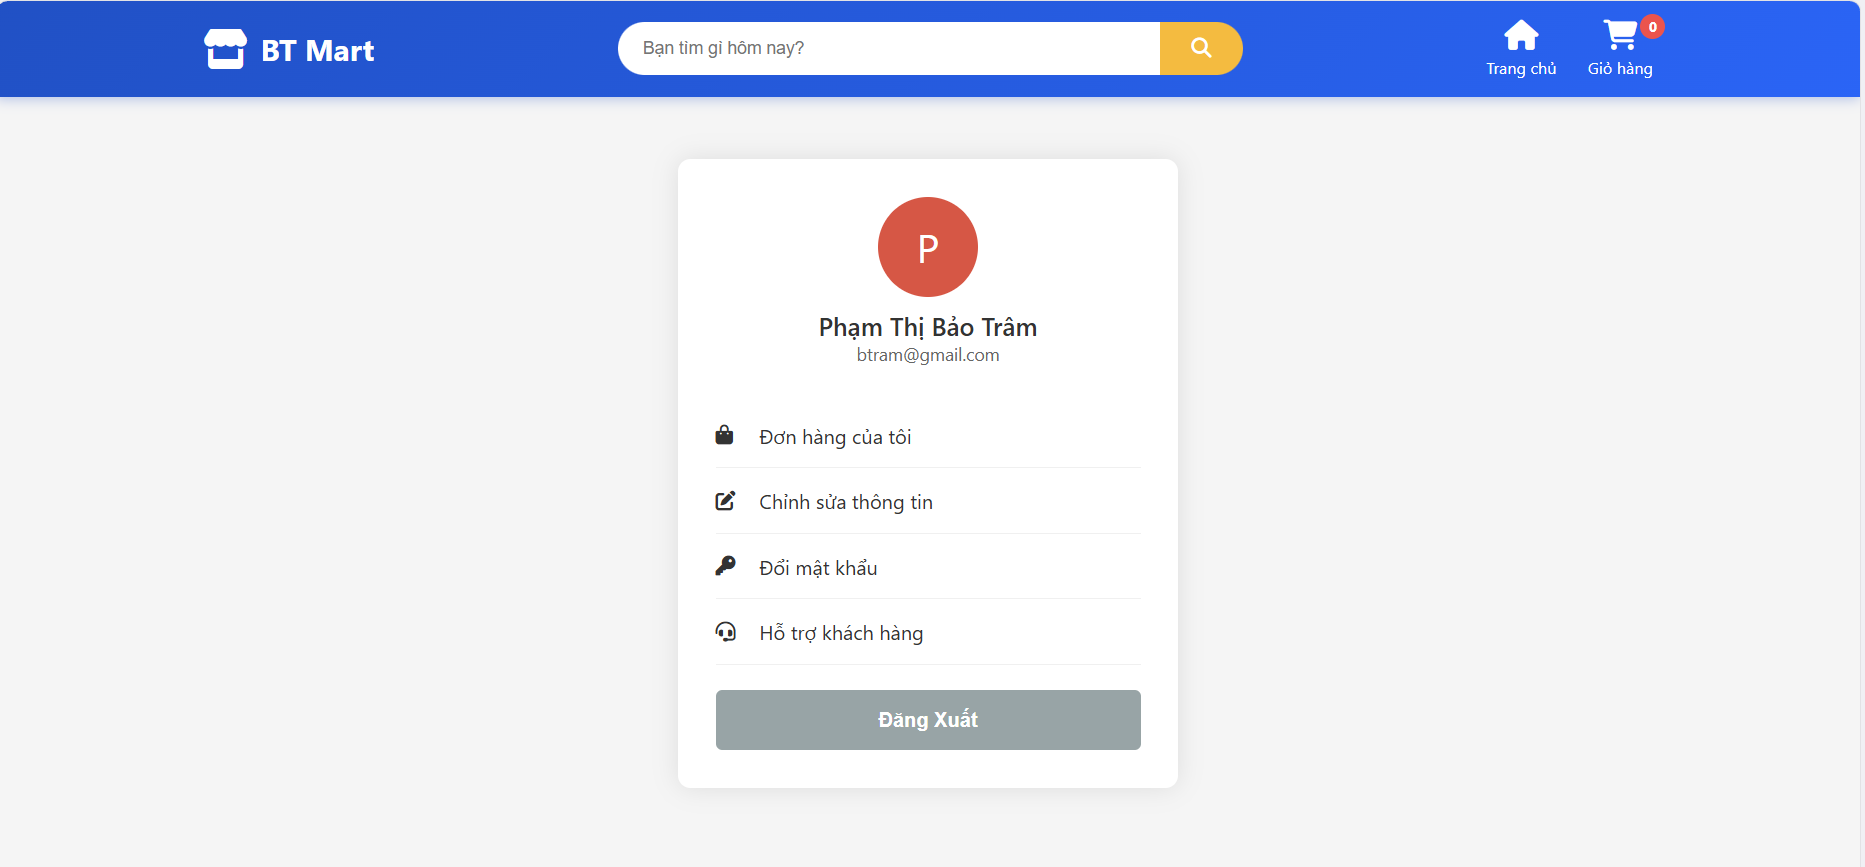 BT Mart
Bạn tìm gì hôm nay?
Trang chủ
0
Giỏ hàng
P
Phạm Thị Bảo Trâm
btram@gmail.com
Đơn hàng của tôi
Chỉnh sửa thông tin
Đổi mật khẩu
Hỗ trợ khách hàng
Đăng Xuất